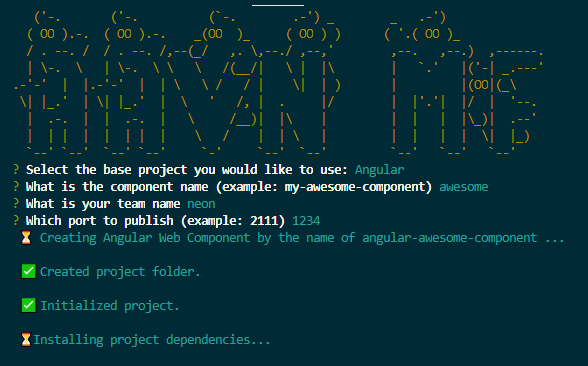 ? Select the base project you would like to use: Angular
? What is the component name (example: my-awesome-component) awesome
? What is your team name neon
? Which port to publish (example: 2111) 1234
⏳ Creating Angular Web Component by the name of angular-awesome-component ...
✅ Created project folder.
✅ Initialized project.
⏳Installing project dependencies...